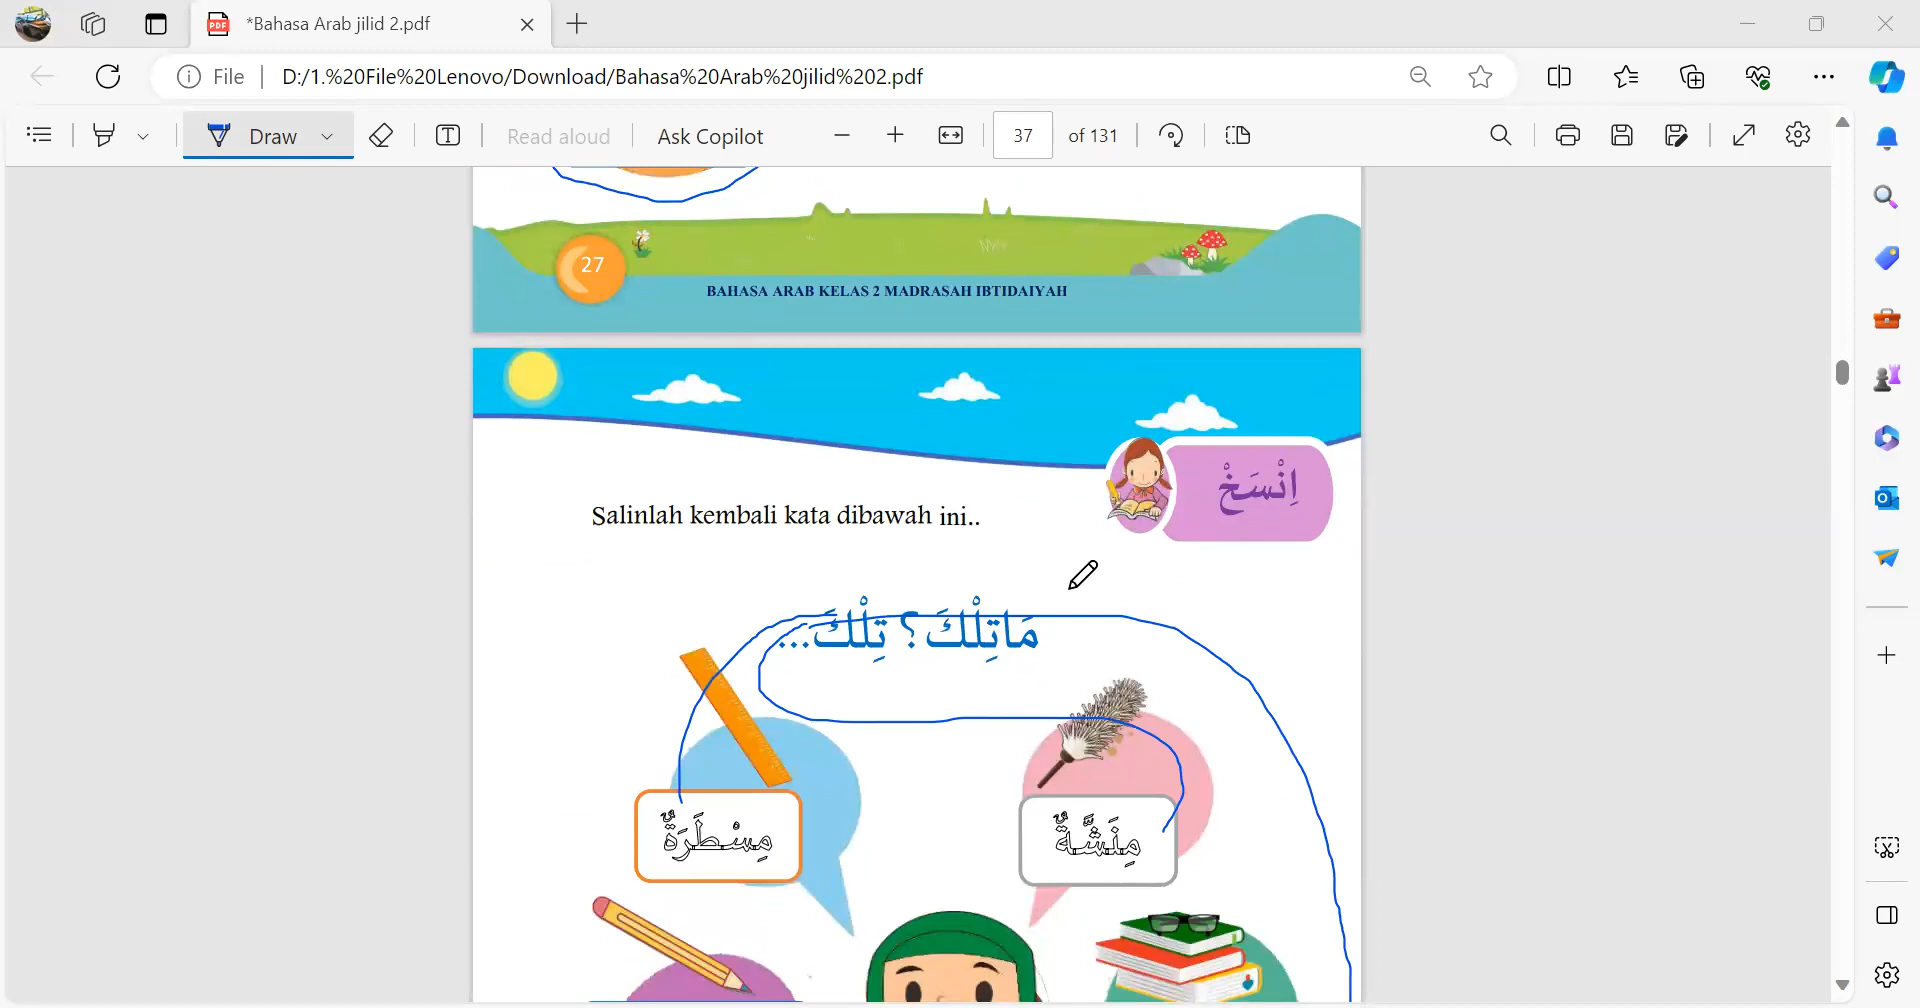 *Bahasa Arab jilid 2.pdf
File
D:/1.%20File%20Lenovo/Download/Bahasa%20Arab%20jilid%202.pdf
Draw
Read aloud
Ask Copilot
37 of 131
27
BAHASA ARAB KELAS 2 MADRASAH IBTIDAIYAH
اِنْسَخْ
Salinlah kembali kata dibawah ini..
مَاتِلْكَ؟ تِلْكَ...
مِنَشَّةٌ
مِسْطَرَةٌ